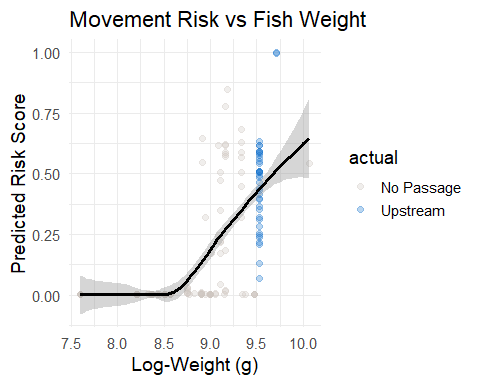 Movement Risk vs Fish Weight
1.00
0.75
0.50
0.25
0.00
Predicted Risk Score
7.5 8.0 8.5 9.0 9.5 10.0
Log-Weight (g)
actual
No Passage
Upstream